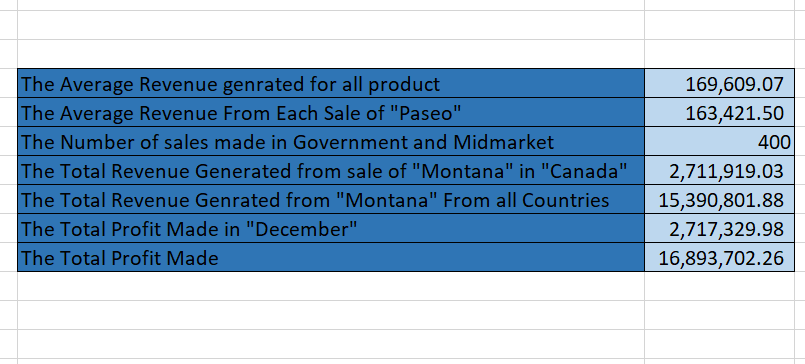 The Average Revenue genrated for all product 169,609.07
The Average Revenue From Each Sale of "Paseo" 163,421.50
The Number of sales made in Government and Midmarket 400
The Total Revenue Generated from sale of "Montana" in "Canada" 2,711,919.03
The Total Revenue Genrated from "Montana" From all Countries 15,390,801.88
The Total Profit Made in "December" 2,717,329.98
The Total Profit Made 16,893,702.26